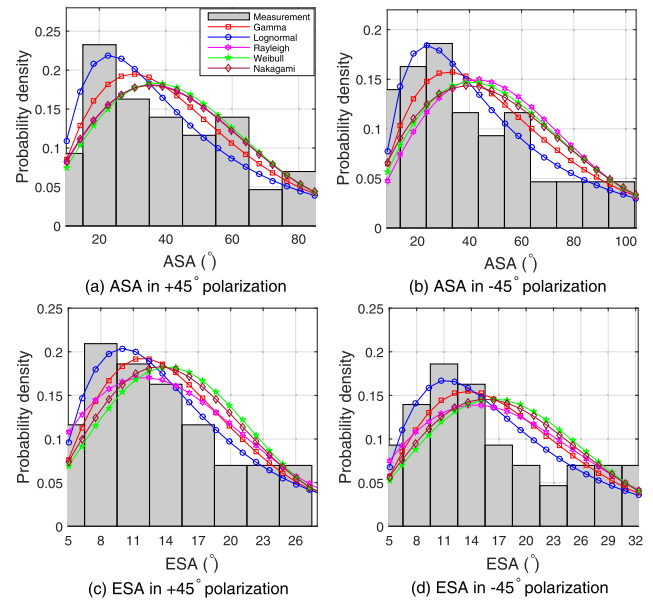 Measurement
Gamma
Lognormal
Rayleigh
Weibull
Nakagami
Probability density
0.25
0.2
0.15
0.1
0.05
0
20 40 60 80
ASA (°)
(a) ASA in +45° polarization
Probability density
0.25
0.2
0.15
0.1
0.05
0
20 40 60 80 100
ASA (°)
(b) ASA in -45° polarization
Probability density
0.25
0.2
0.15
0.1
0.05
0
5 8 11 14 17 20 23 26
ESA (°)
(c) ESA in +45° polarization
Probability density
0.25
0.2
0.15
0.1
0.05
0
5 8 11 14 17 20 23 26 29 32
ESA (°)
(d) ESA in -45° polarization